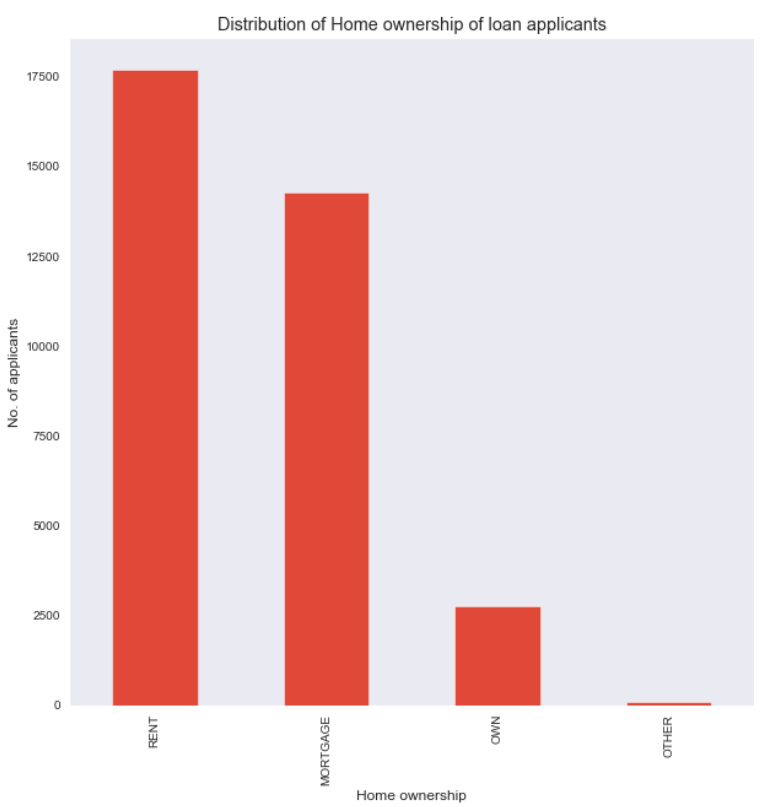 Distribution of Home ownership of loan applicants
17500
15000
12500
10000
7500
5000
2500
0
No. of applicants
RENT
MORTGAGE
OWN
OTHER
Home ownership